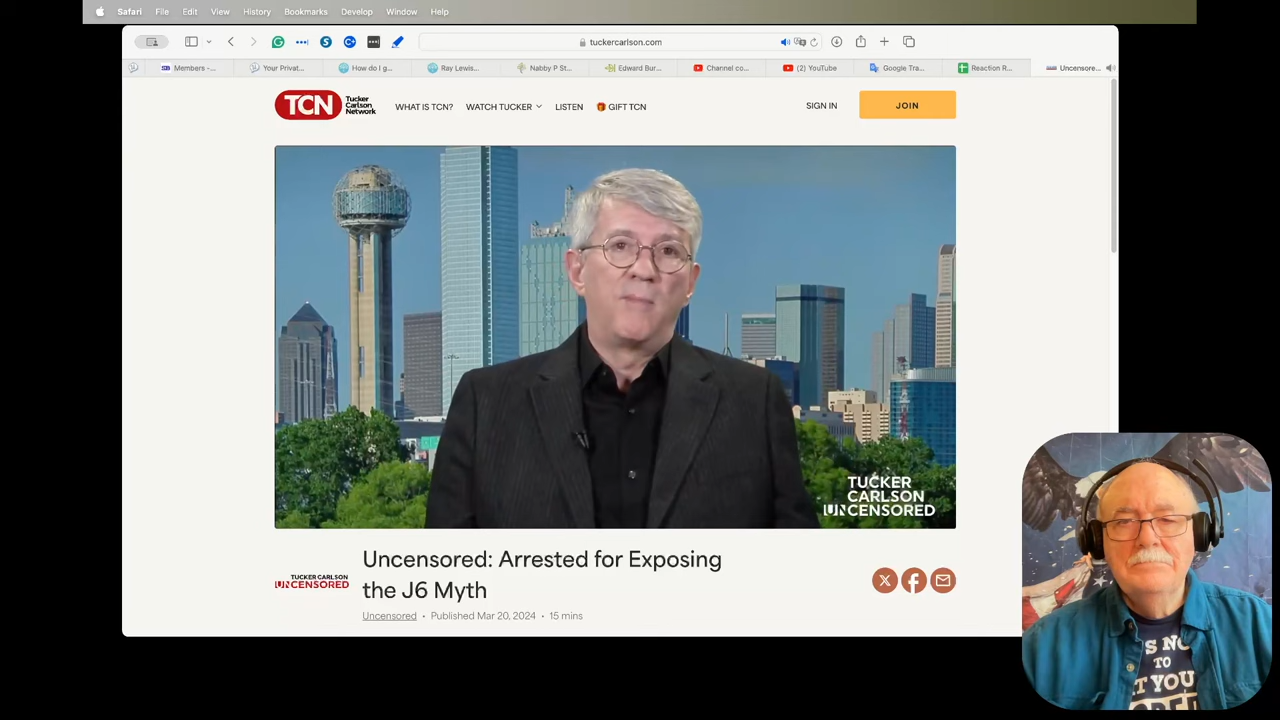 Safari File Edit View History Bookmarks Develop Window Help
tuckercarlson.com
Members –... Your Privat... How do I g... Ray Lewis... Nabby P St... Edward Bur... Channel co... (2) YouTube Google Tra... Reaction R... Uncensore...
TCN Tucker Carlson Network WHAT IS TCN? WATCH TUCKER LISTEN GIFT TCN SIGN IN JOIN
TUCKER
CARLSON
UNCENSORED
Uncensored: Arrested for Exposing
the J6 Myth
TUCKER CARLSON
UNCENSORED
Uncensored • Published Mar 20, 2024 • 15 mins